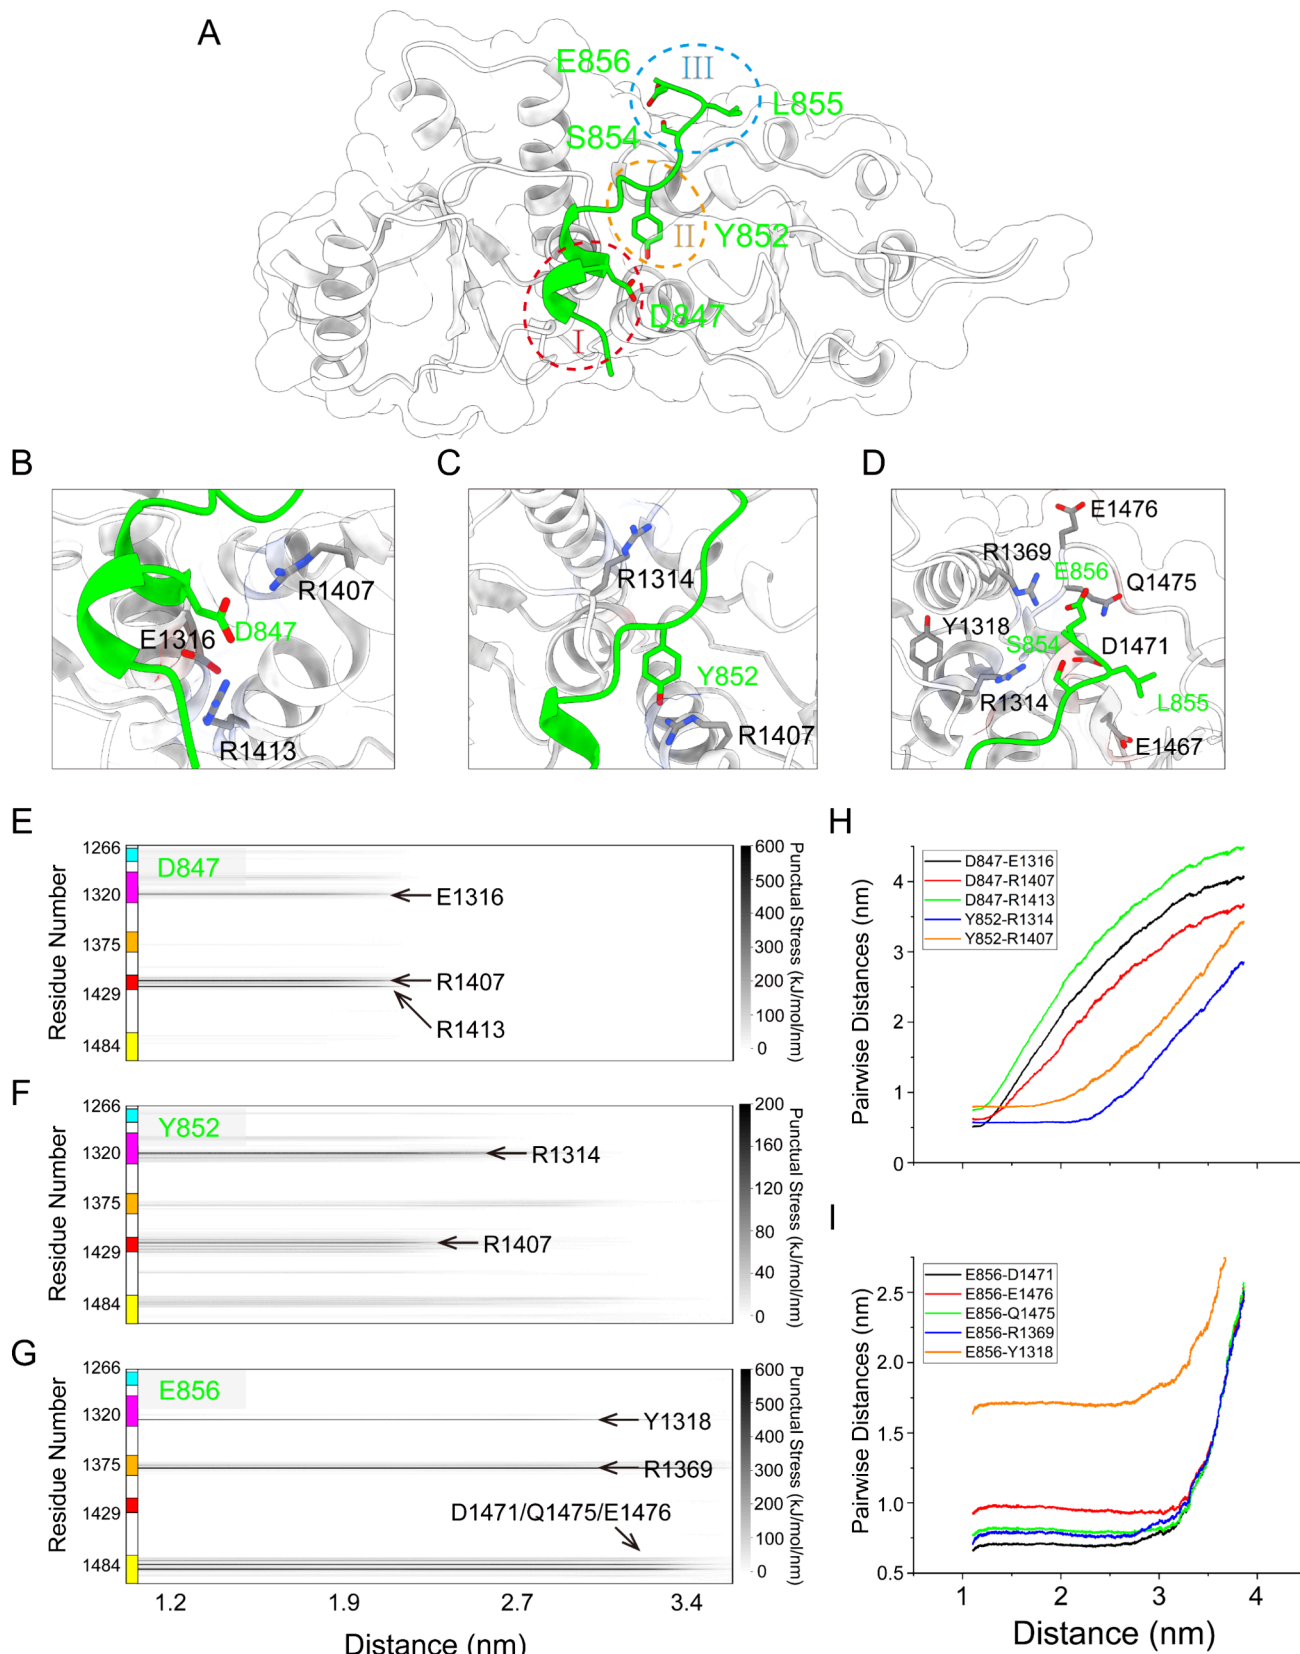 A
E856
III
L855
S854
II
Y852
D847
I
B
R1407
D847
E1316
R1413
C
R1314
Y852
R1407
D
E1476
R1369
E856
Q1475
Y1318
S854
D1471
R1314
L855
E1467
E
Residue Number
1266
1320
1375
1429
1484
D847
E1316
R1407
R1413
600
500
400
300
200
100
0
Punctual Stress (kJ/mol/nm)
F
Residue Number
1266
1320
1375
1429
1484
Y852
R1314
R1407
200
160
120
80
40
0
Punctual Stress (kJ/mol/nm)
G
Residue Number
1266
1320
1375
1429
1484
E856
Y1318
R1369
D1471/Q1475/E1476
600
500
400
300
200
100
0
Punctual Stress (kJ/mol/nm)
1.2
1.9
2.7
3.4
Distance (nm)
H
Pairwise Distances (nm)
4
3
2
1
0
D847-E1316
D847-R1407
D847-R1413
Y852-R1314
Y852-R1407
I
Pairwise Distances (nm)
2.5
2.0
1.5
1.0
0.5
E856-D1471
E856-E1476
E856-Q1475
E856-R1369
E856-Y1318
1
2
3
4
Distance (nm)